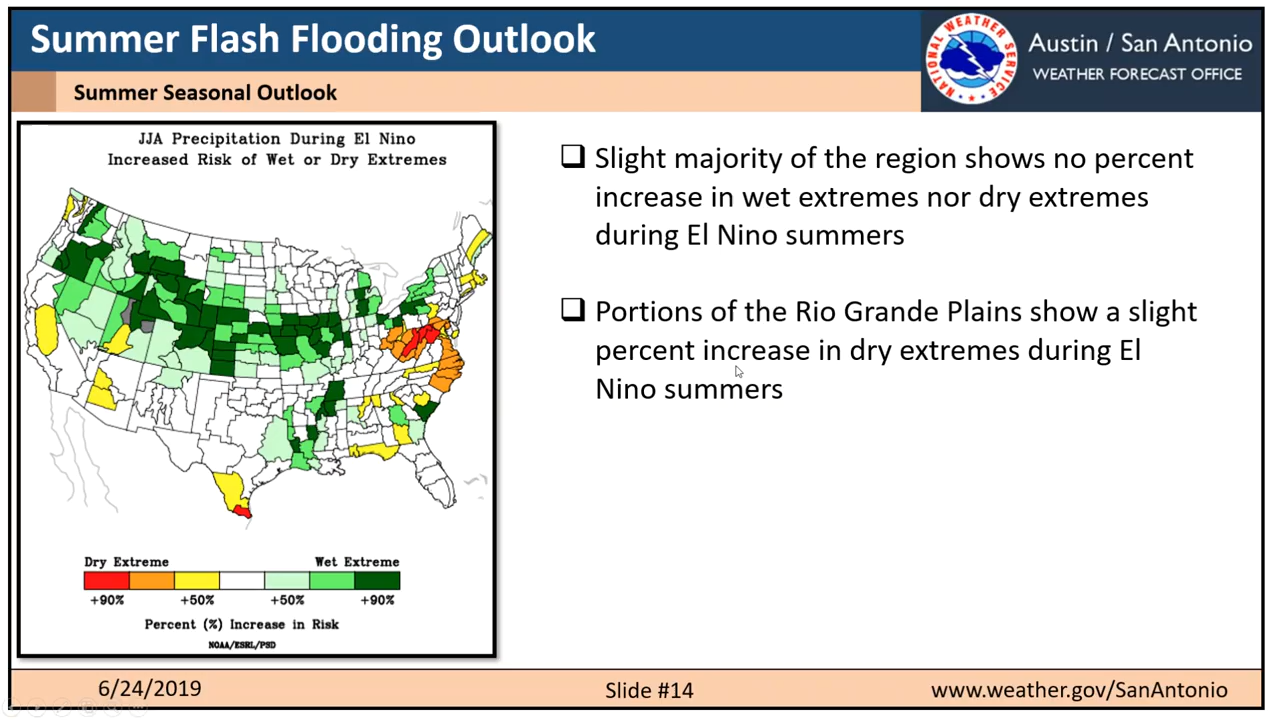 Summer Flash Flooding Outlook
Summer Seasonal Outlook
NATIONAL WEATHER SERVICE
Austin / San Antonio
WEATHER FORECAST OFFICE
JJA Precipitation During El Nino
Increased Risk of Wet or Dry Extremes
Dry Extreme Wet Extreme
+90% +50% +50% +90%
Percent (%) Increase in Risk
NOAA/ESRL/PSD
Slight majority of the region shows no percent
increase in wet extremes nor dry extremes
during El Nino summers
Portions of the Rio Grande Plains show a slight
percent increase in dry extremes during El
Nino summers
6/24/2019
Slide #14
www.weather.gov/SanAntonio